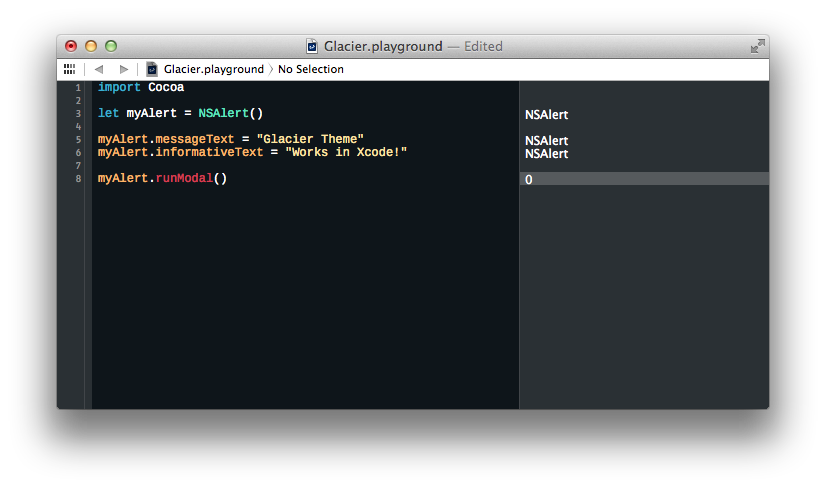 Glacier.playground — Edited
Glacier.playground 〉 No Selection
1 import Cocoa
2
3 let myAlert = NSAlert() NSAlert
4
5 myAlert.messageText = "Glacier Theme" NSAlert
6 myAlert.informativeText = "Works in Xcode!" NSAlert
7
8 myAlert.runModal() 0